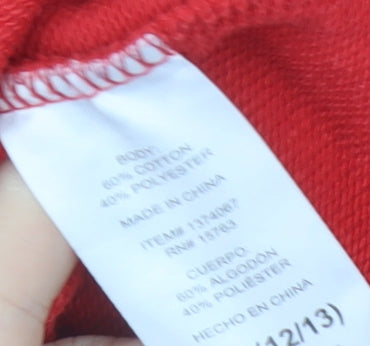 BODY:
60% COTTON
40% POLYESTER
MADE IN CHINA
ITEM# 1374067
RN# 15763
CUERPO:
60% ALGODÓN
40% POLIÉSTER
HECHO EN CHINA
(12/13)